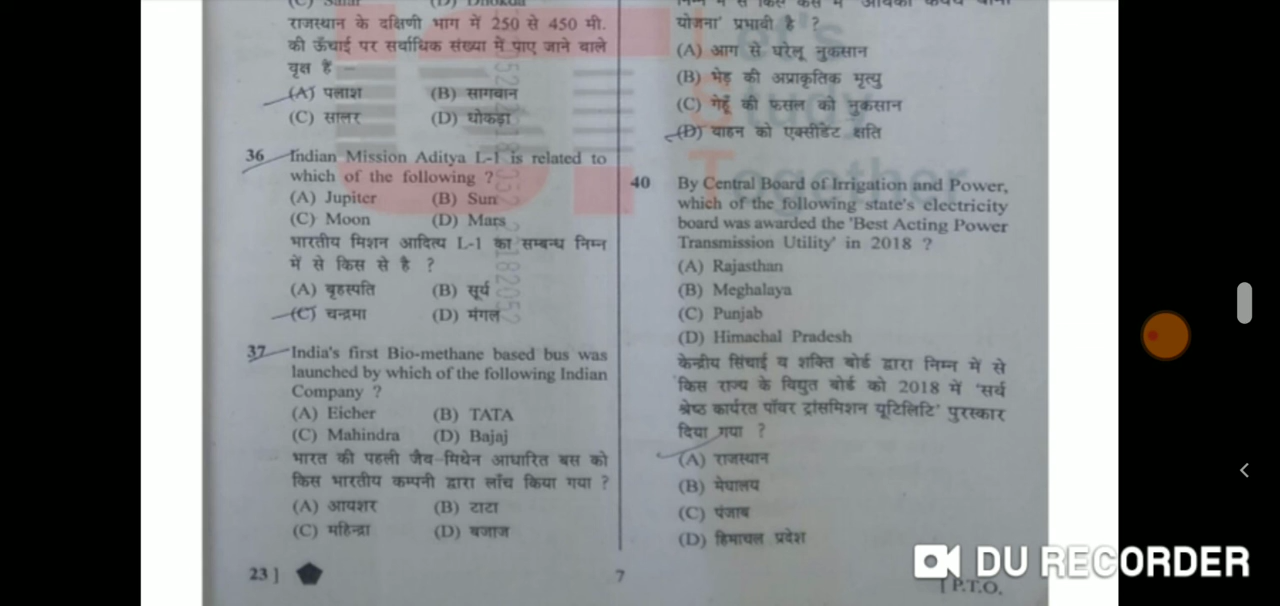 (C) Salar (D) Dhokda
राजस्थान के दक्षिणी भाग में 250 से 450 मी.
की ऊँचाई पर सर्वाधिक संख्या में पाए जाने वाले
वृक्ष हैं –
(A) पलाश (B) सागवान
(C) सालर (D) धोकड़ा
36 Indian Mission Aditya L-1 is related to
which of the following ?
(A) Jupiter (B) Sun
(C) Moon (D) Mars
भारतीय मिशन आदित्य L-1 का सम्बन्ध निम्न
में से किस से है ?
(A) बृहस्पति (B) सूर्य
(C) चन्द्रमा (D) मंगल
37 India's first Bio-methane based bus was
launched by which of the following Indian
Company ?
(A) Eicher (B) TATA
(C) Mahindra (D) Bajaj
भारत की पहली जैव-मिथेन आधारित बस को
किस भारतीय कम्पनी द्वारा लाँच किया गया ?
(A) आयशर (B) टाटा
(C) महिन्द्रा (D) बजाज
योजना' प्रभावी है ?
(A) आग से घरेलू नुकसान
(B) भेड़ की अप्राकृतिक मृत्यु
(C) गेहूँ की फसल को नुकसान
(D) वाहन को एक्सीडेंट क्षति
40 By Central Board of Irrigation and Power,
which of the following state's electricity
board was awarded the 'Best Acting Power
Transmission Utility' in 2018 ?
(A) Rajasthan
(B) Meghalaya
(C) Punjab
(D) Himachal Pradesh
केन्द्रीय सिंचाई व शक्ति बोर्ड द्वारा निम्न में से
किस राज्य के विद्युत बोर्ड को 2018 में 'सर्व
श्रेष्ठ कार्यरत पॉवर ट्रांसमिशन यूटिलिटि' पुरस्कार
दिया गया ?
(A) राजस्थान
(B) मेघालय
(C) पंजाब
(D) हिमाचल प्रदेश
23 ] 7 [ P.T.O.
Let's
Study
Together
DU RECORDER